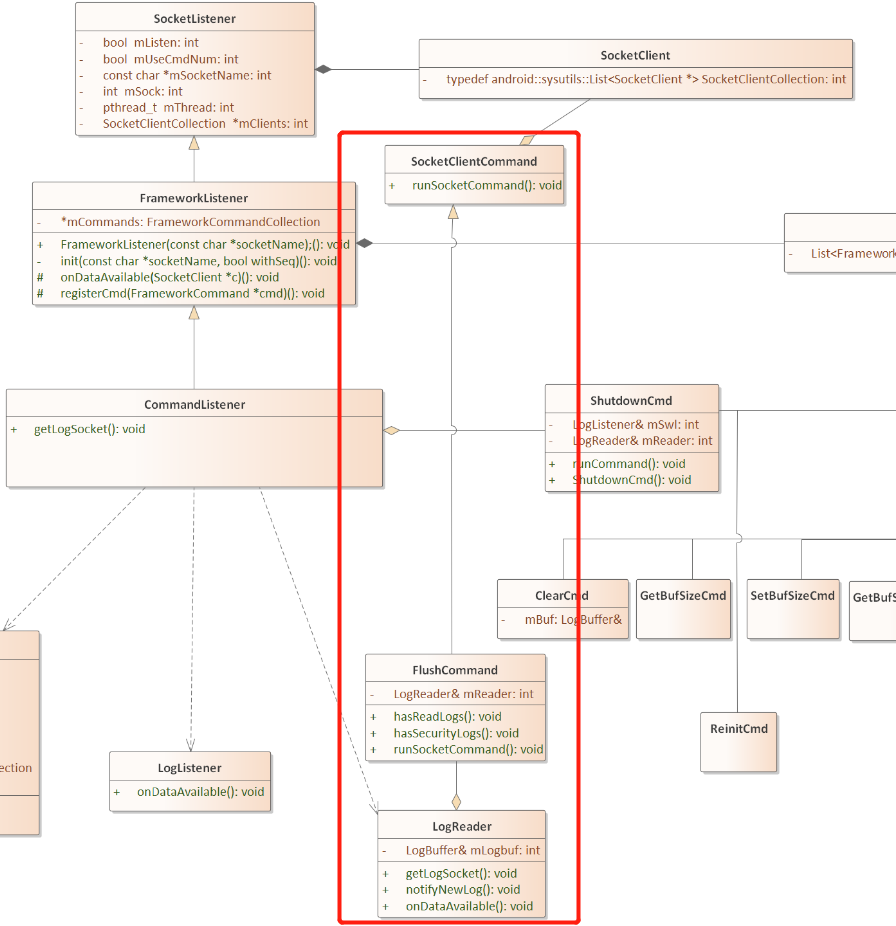 SocketListener
- bool mListen: int
- bool mUseCmdNum: int
- const char *mSocketName: int
- int mSock: int
- pthread_t mThread: int
- SocketClientCollection *mClients: int
SocketClient
- typedef android::sysutils::List<SocketClient *> SocketClientCollection: int
SocketClientCommand
+ runSocketCommand(): void
FrameworkListener
- *mCommands: FrameworkCommandCollection
+ FrameworkListener(const char *socketName);(): void
- init(const char *socketName, bool withSeq)(): void
# onDataAvailable(SocketClient *c)(): void
# registerCmd(FrameworkCommand *cmd)(): void
- List<Framework
CommandListener
+ getLogSocket(): void
ShutdownCmd
- LogListener& mSwl: int
- LogReader& mReader: int
+ runCommand(): void
+ ShutdownCmd(): void
ClearCmd
- mBuf: LogBuffer&
GetBufSizeCmd
SetBufSizeCmd
GetBufS
FlushCommand
- LogReader& mReader: int
+ hasReadLogs(): void
+ hasSecurityLogs(): void
+ runSocketCommand(): void
ReinitCmd
ection
LogListener
+ onDataAvailable(): void
LogReader
- LogBuffer& mLogbuf: int
+ getLogSocket(): void
+ notifyNewLog(): void
+ onDataAvailable(): void